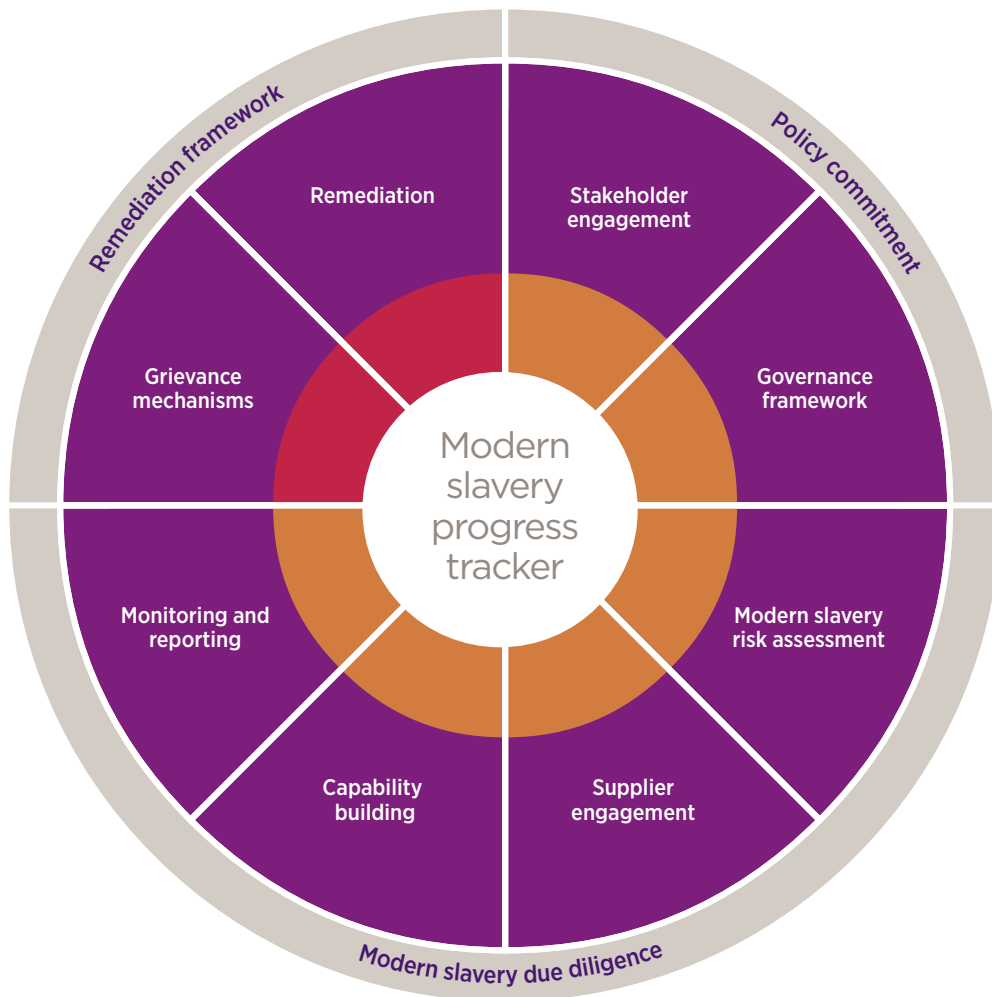 Remediation framework
Policy commitment
Remediation
Stakeholder
engagement
Grievance
mechanisms
Governance
framework
Modern
slavery
progress
tracker
Monitoring and
reporting
Modern slavery
risk assessment
Capability
building
Supplier
engagement
Modern slavery due diligence